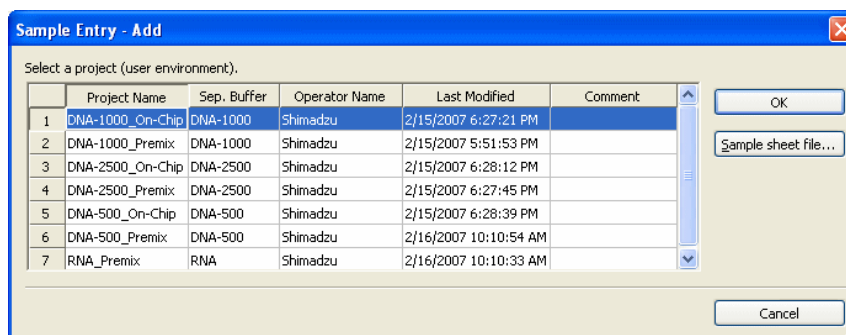 Sample Entry - Add
Select a project (user environment).
Project Name Sep. Buffer Operator Name Last Modified Comment
1 DNA-1000_On-Chip DNA-1000 Shimadzu 2/15/2007 6:27:21 PM
2 DNA-1000_Premix DNA-1000 Shimadzu 2/15/2007 5:51:53 PM
3 DNA-2500_On-Chip DNA-2500 Shimadzu 2/15/2007 6:28:12 PM
4 DNA-2500_Premix DNA-2500 Shimadzu 2/15/2007 6:27:45 PM
5 DNA-500_On-Chip DNA-500 Shimadzu 2/15/2007 6:28:39 PM
6 DNA-500_Premix DNA-500 Shimadzu 2/16/2007 10:10:54 AM
7 RNA_Premix RNA Shimadzu 2/16/2007 10:10:33 AM
OK
Sample sheet file...
Cancel